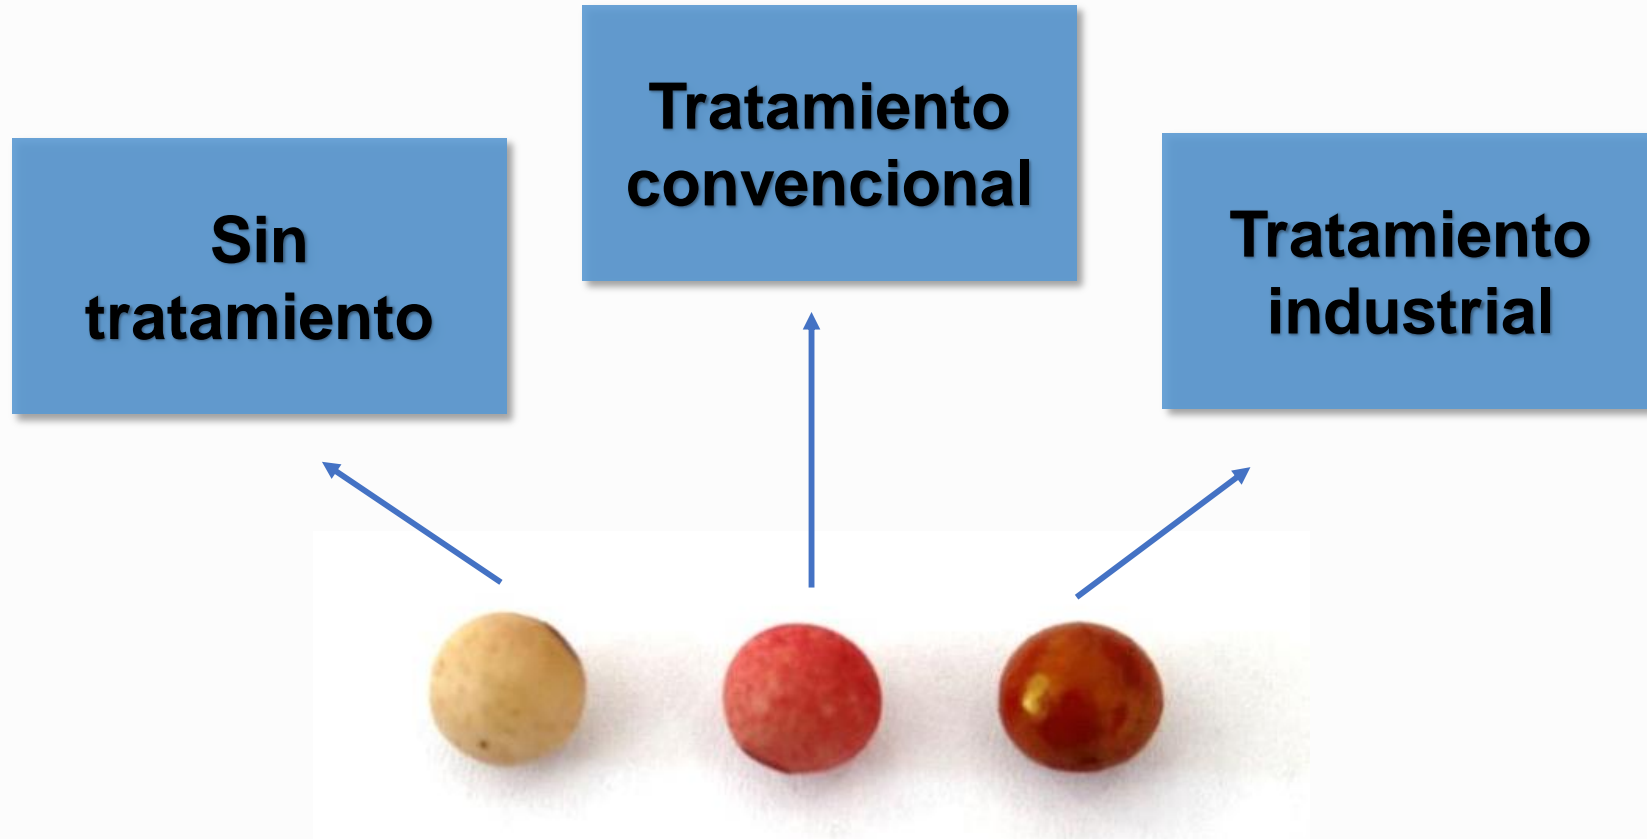 Sin
tratamiento
Tratamiento
convencional
Tratamiento
industrial